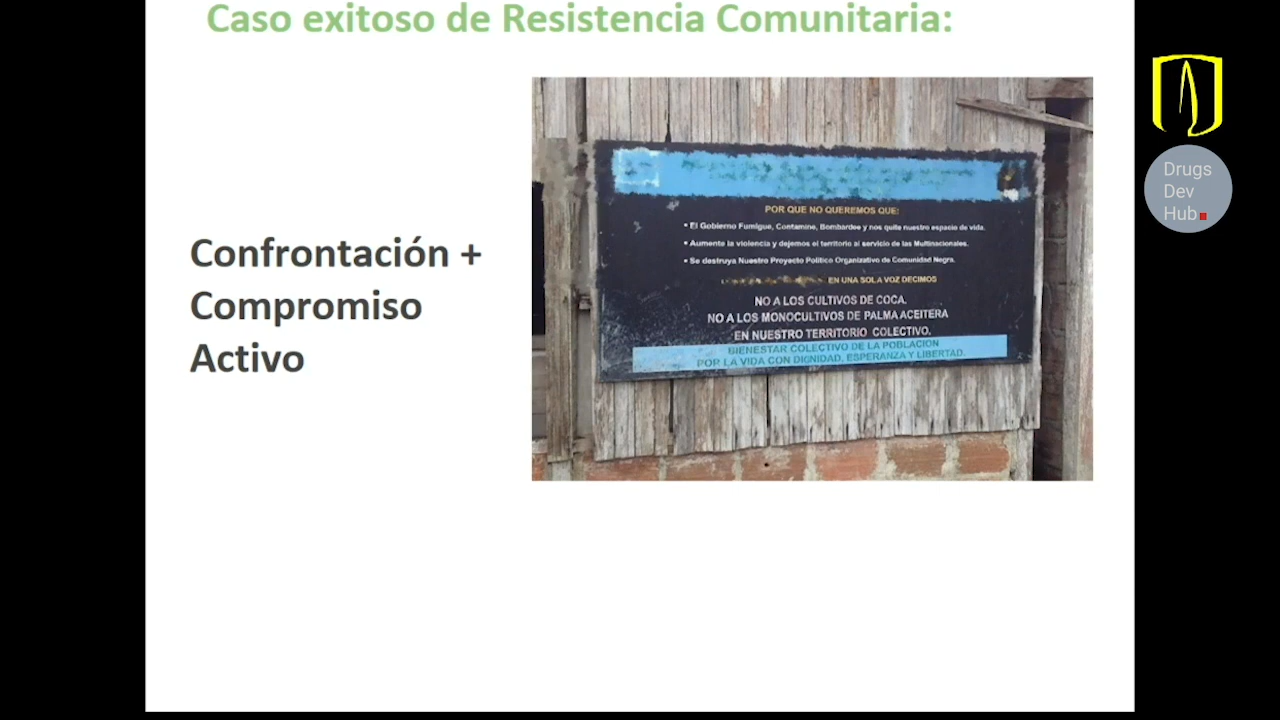 Caso exitoso de Resistencia Comunitaria:
Confrontación +
Compromiso
Activo
POR QUE NO QUEREMOS QUE:
• El Gobierno Fumigue, Contamine, Bombardee y nos quite nuestro espacio de vida.
• Aumente la violencia y dejemos el territorio al servicio de las Multinacionales.
• Se destruya Nuestro Proyecto Político Organizativo de Comunidad Negra.
EN UNA SOLA VOZ DECIMOS
NO A LOS CULTIVOS DE COCA.
NO A LOS MONOCULTIVOS DE PALMA ACEITERA
EN NUESTRO TERRITORIO COLECTIVO.
BIENESTAR COLECTIVO DE LA POBLACION
POR LA VIDA CON DIGNIDAD, ESPERANZA Y LIBERTAD.
Drugs
Dev
Hub